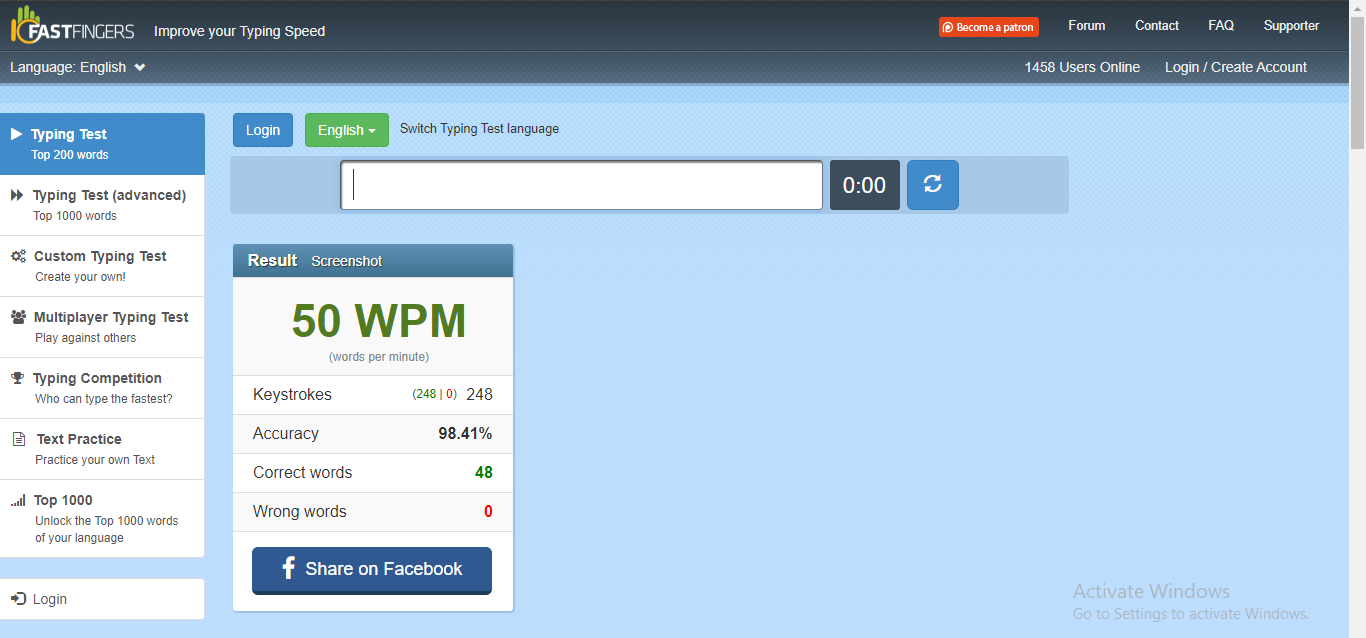 FASTFINGERS Improve your Typing Speed Become a patron Forum Contact FAQ Supporter
Language: English 1458 Users Online Login / Create Account
Typing Test
Top 200 words
Typing Test (advanced)
Top 1000 words
Custom Typing Test
Create your own!
Multiplayer Typing Test
Play against others
Typing Competition
Who can type the fastest?
Text Practice
Practice your own Text
Top 1000
Unlock the Top 1000 words
of your language
Login
Login English Switch Typing Test language
0:00
Result Screenshot
50 WPM
(words per minute)
Keystrokes (248 | 0) 248
Accuracy 98.41%
Correct words 48
Wrong words 0
f Share on Facebook
Activate Windows
Go to Settings to activate Windows.